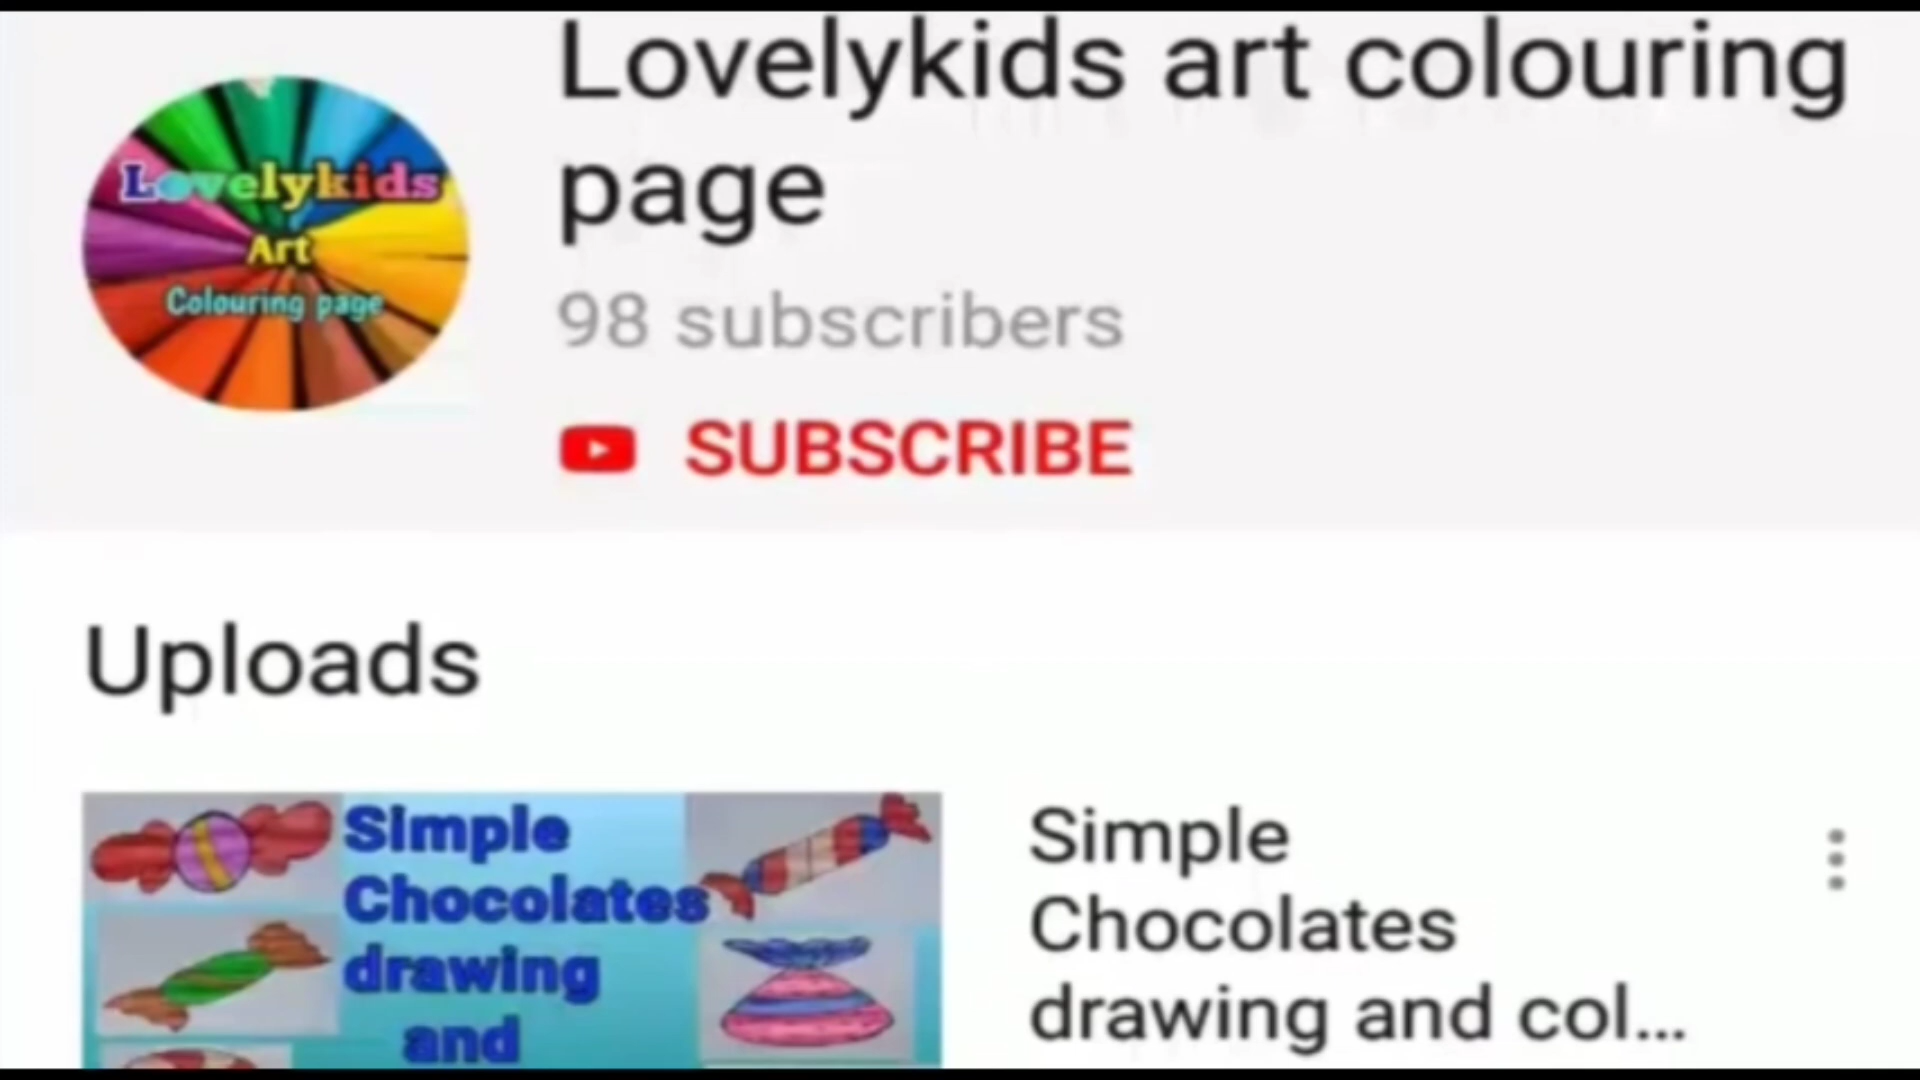 Lovelykids art colouring
page
98 subscribers
SUBSCRIBE
Lovelykids
Art
Colouring page
Uploads
Simple
Chocolates
drawing
and
Simple
Chocolates
drawing and col...